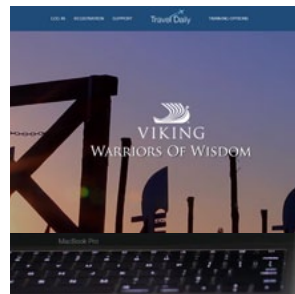 LOG IN REGISTRATION SUPPORT Travel Daily TRAINING OPTIONS
VIKING
WARRIORS OF WISDOM
MacBook Pro